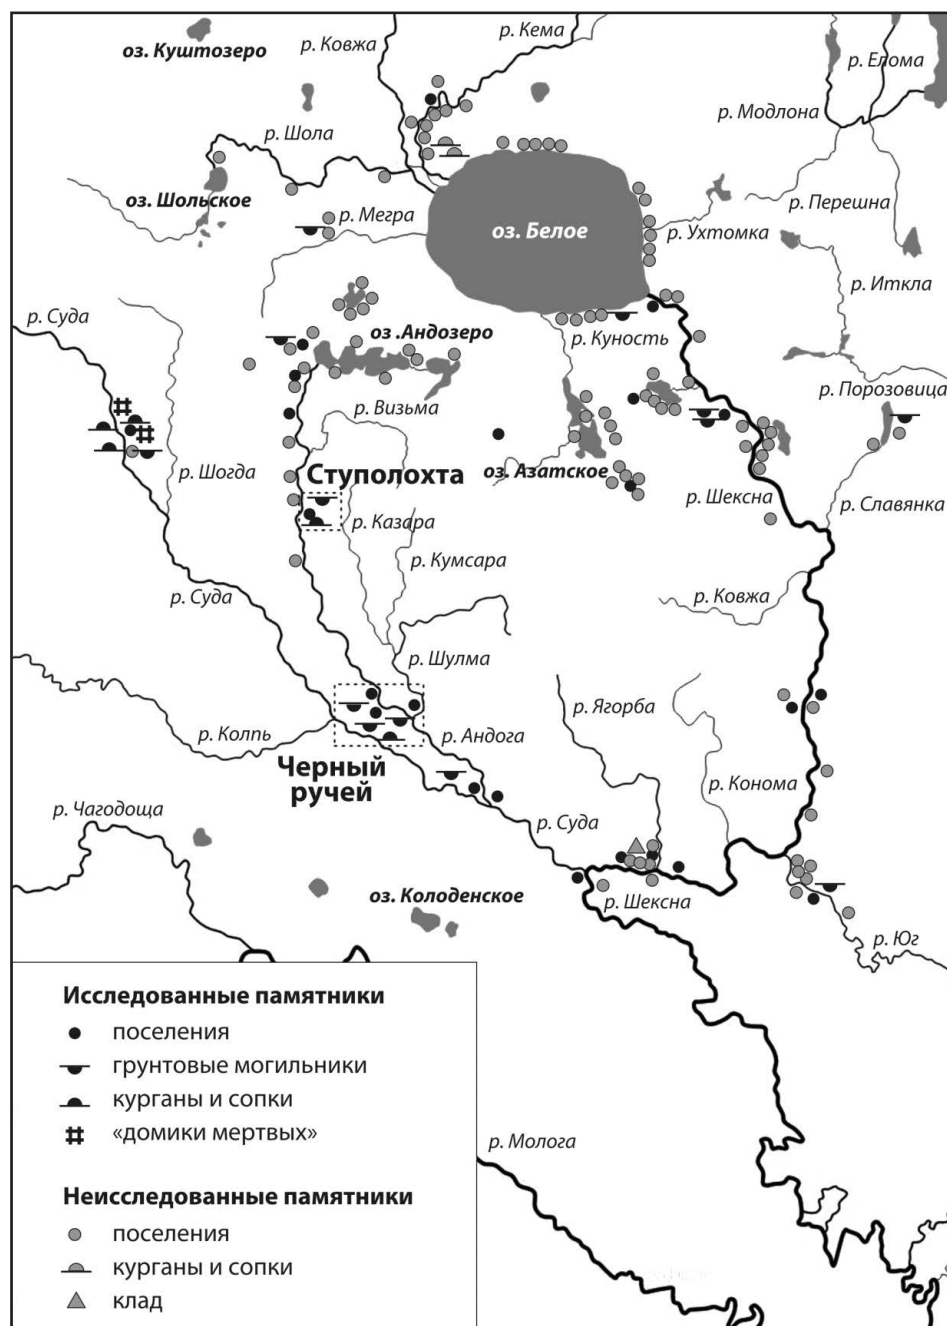 р. Кема
оз. Куштозеро
р. Ковжа
р. Елома
р. Модлона
р. Шола
оз. Шольское
р. Мегра
оз. Белое
р. Ухтомка
р. Перешна
р. Иткла
р. Суда
оз .Андозеро
р. Куность
р. Порозовица
р. Визьма
р. Шогда
Ступолохта
оз. Азатское
р. Шексна
р. Славянка
р. Казара
р. Кумсара
р. Суда
р. Ковжа
р. Шулма
р. Ягорба
р. Колпь
р. Андога
Черный
ручей
р. Конома
р. Чагодоща
р. Суда
оз. Колоденское
р. Шексна
р. Юг
Исследованные памятники
поселения
грунтовые могильники
курганы и сопки
«домики мертвых»
р. Молога
Неисследованные памятники
поселения
курганы и сопки
клад